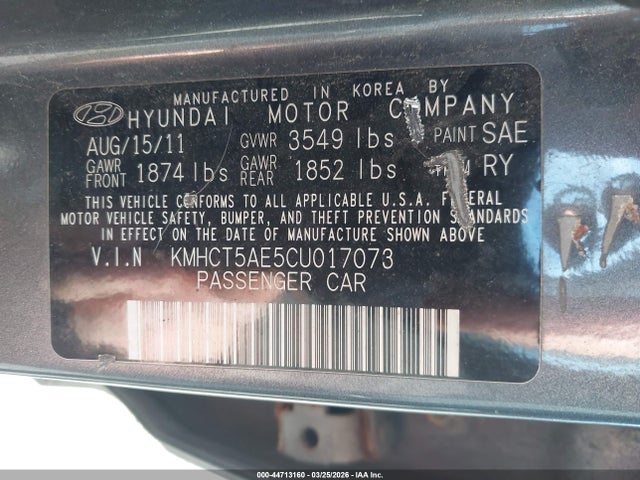 MANUFACTURED IN KOREA BY
HYUNDAI MOTOR COMPANY
AUG/15/11 GVWR 3549 lbs PAINT SAE
GAWR FRONT 1874 lbs GAWR REAR 1852 lbs TRIM RY
THIS VEHICLE CONFORMS TO ALL APPLICABLE U.S.A. FEDERAL
MOTOR VEHICLE SAFETY, BUMPER, AND THEFT PREVENTION STANDARDS
IN EFFECT ON THE DATE OF MANUFACTURE SHOWN ABOVE
V.I.N KMHCT5AE5CU017073
PASSENGER CAR
000-44713160 - 03/25/2026 - IAA Inc.